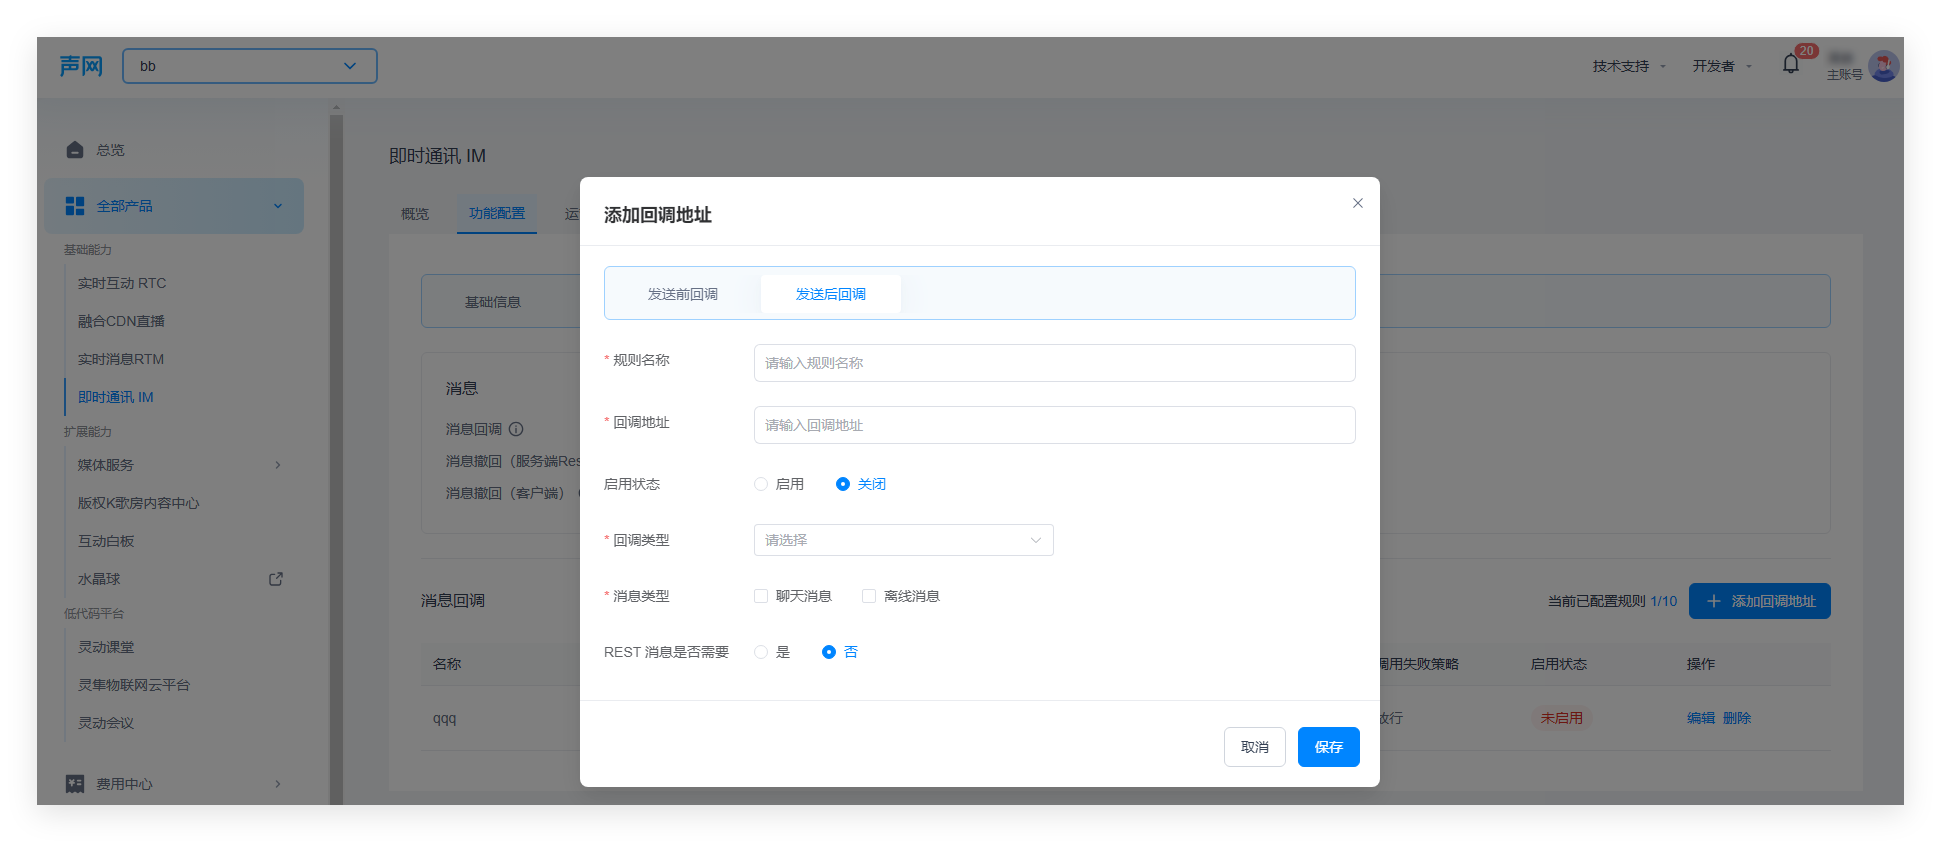 声网
bb
技术支持
开发者
20
主账号
总览
全部产品
基础能力
实时互动 RTC
融合CDN直播
实时消息RTM
即时通讯 IM
扩展能力
媒体服务
版权K歌房内容中心
互动白板
水晶球
低代码平台
灵动课堂
灵隼物联网云平台
灵动会议
费用中心
即时通讯 IM
概览
功能配置
运
基础信息
消息
消息回调
消息撤回（服务端Res
消息撤回（客户端）
消息回调
当前已配置规则 1/10
添加回调地址
名称
调用失败策略
启用状态
操作
qqq
放行
未启用
编辑 删除
添加回调地址
发送前回调
发送后回调
* 规则名称
请输入规则名称
* 回调地址
请输入回调地址
启用状态
启用
关闭
* 回调类型
请选择
* 消息类型
聊天消息
离线消息
REST 消息是否需要
是
否
取消
保存